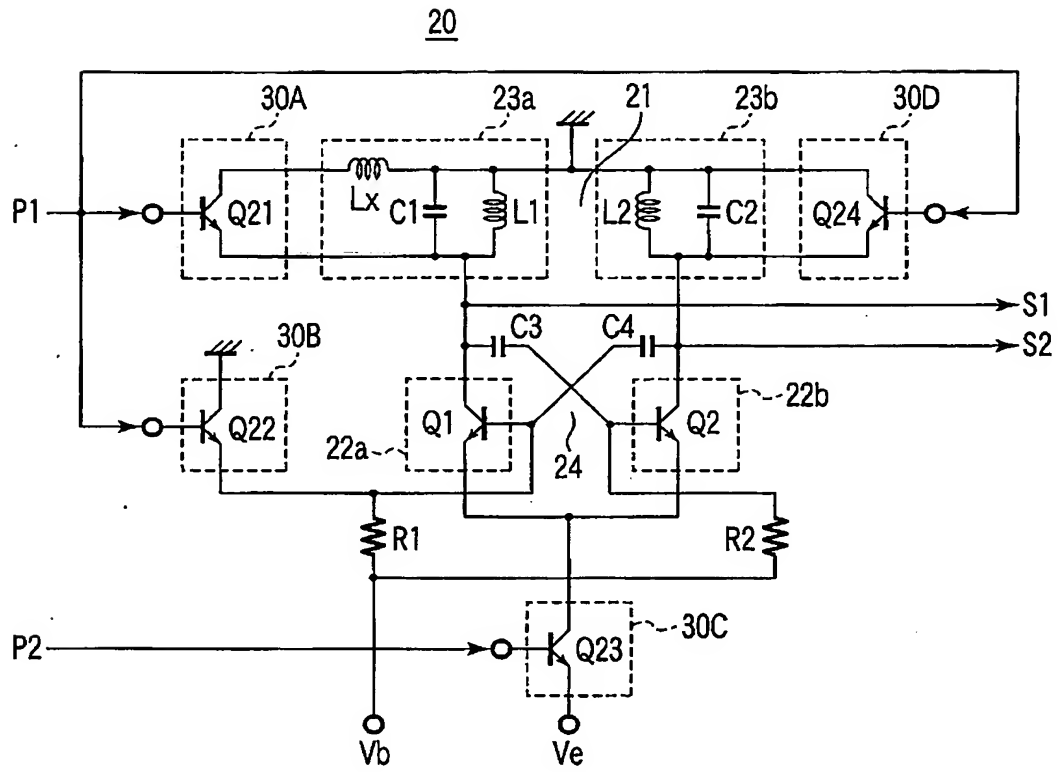 20
30A 23a 21 23b 30D
P1 Q21 Lx C1 L1 L2 C2 Q24
S1
30B C3 C4 S2
Q22 Q1 Q2 22b
22a 24
R1 R2
30C
P2 Q23
Vb Ve